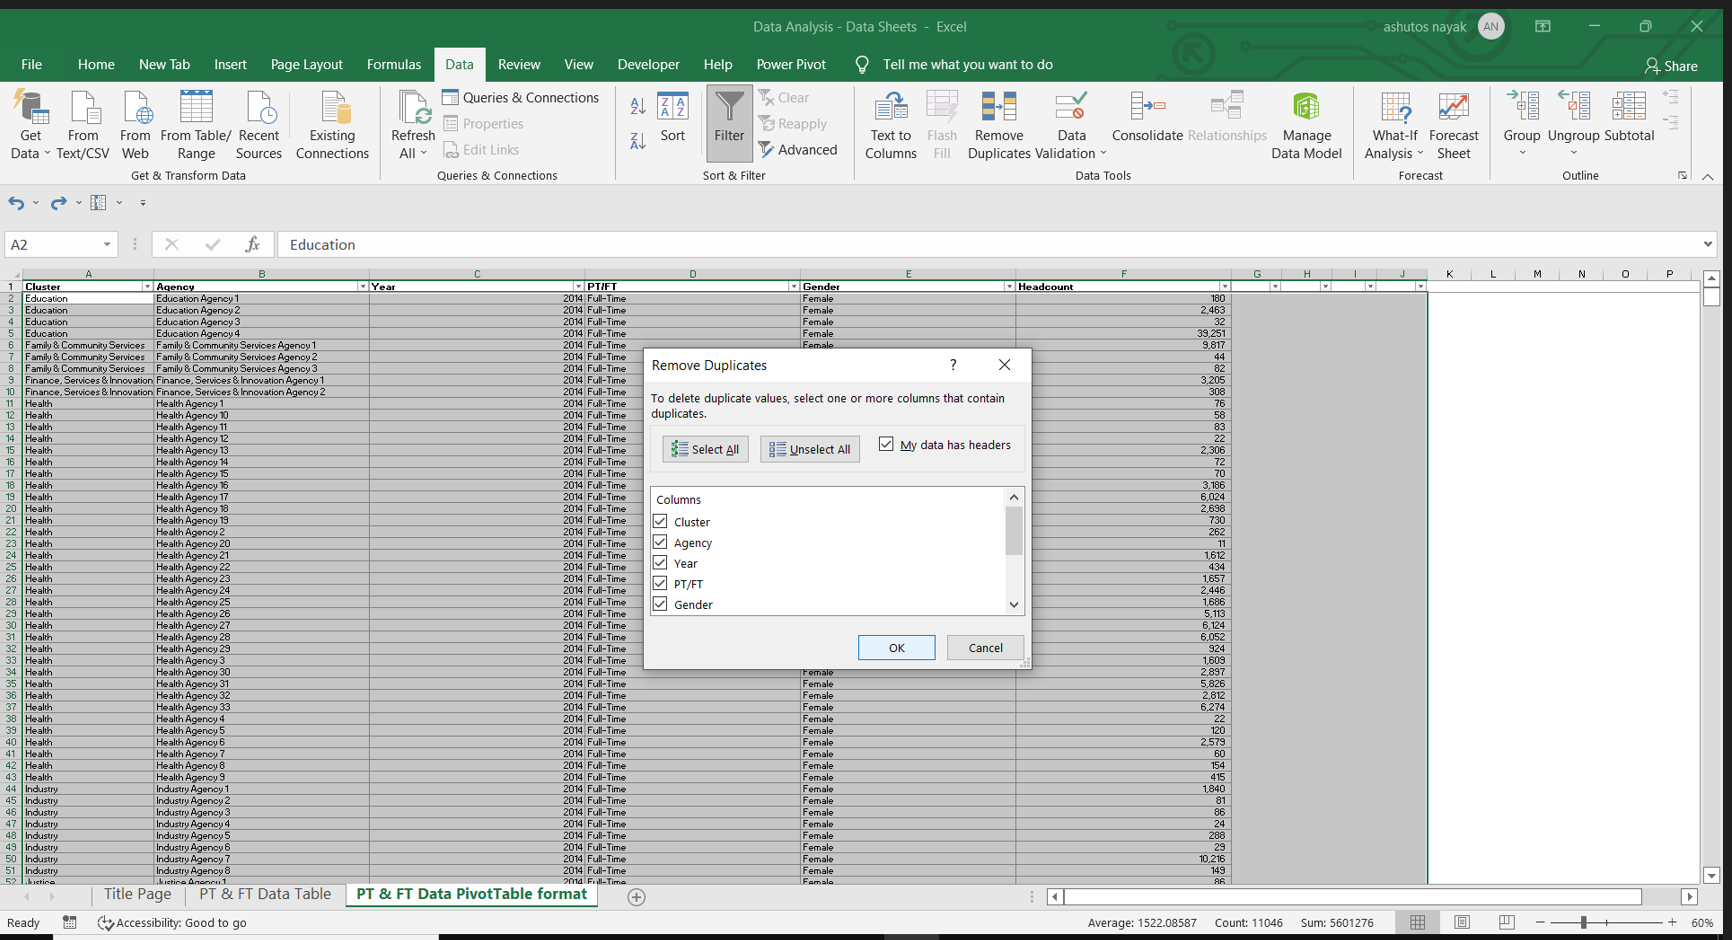 Data Analysis - Data Sheets - Excel
ashutos nayak AN
File Home New Tab Insert Page Layout Formulas Data Review View Developer Help Power Pivot Tell me what you want to do Share
Get Data
From Text/CSV
From Web
From Table/ Range
Recent Sources
Existing Connections
Get & Transform Data
Refresh All
Queries & Connections
Properties
Edit Links
Queries & Connections
Sort
Filter
Clear
Reapply
Advanced
Sort & Filter
Text to Columns
Flash Fill
Remove Duplicates
Data Validation
Consolidate
Relationships
Manage Data Model
Data Tools
What-If Analysis
Forecast Sheet
Forecast
Group
Ungroup
Subtotal
Outline
A2 fx Education
A B C D E F G H I J K L M N O P
1 Cluster Agency Year PT/FT Gender Headcount
2 Education Education Agency 1 2014 Full-Time Female 180
3 Education Education Agency 2 2014 Full-Time Female 2,463
4 Education Education Agency 3 2014 Full-Time Female 32
5 Education Education Agency 4 2014 Full-Time Female 39,251
6 Family & Community Services Family & Community Services Agency 1 2014 Full-Time Female 9,817
7 Family & Community Services Family & Community Services Agency 2 2014 Full-Time 44
8 Family & Community Services Family & Community Services Agency 3 2014 Full-Time 82
9 Finance, Services & Innovation Finance, Services & Innovation Agency 1 2014 Full-Time 3,205
10 Finance, Services & Innovation Finance, Services & Innovation Agency 2 2014 Full-Time 308
11 Health Health Agency 1 2014 Full-Time 76
12 Health Health Agency 10 2014 Full-Time 58
13 Health Health Agency 11 2014 Full-Time 83
14 Health Health Agency 12 2014 Full-Time 22
15 Health Health Agency 13 2014 Full-Time 2,306
16 Health Health Agency 14 2014 Full-Time 72
17 Health Health Agency 15 2014 Full-Time 70
18 Health Health Agency 16 2014 Full-Time 3,186
19 Health Health Agency 17 2014 Full-Time 6,024
20 Health Health Agency 18 2014 Full-Time 2,698
21 Health Health Agency 19 2014 Full-Time 730
22 Health Health Agency 2 2014 Full-Time 262
23 Health Health Agency 20 2014 Full-Time 11
24 Health Health Agency 21 2014 Full-Time 1,612
25 Health Health Agency 22 2014 Full-Time 434
26 Health Health Agency 23 2014 Full-Time 1,657
27 Health Health Agency 24 2014 Full-Time 2,446
28 Health Health Agency 25 2014 Full-Time 1,686
29 Health Health Agency 26 2014 Full-Time 5,113
30 Health Health Agency 27 2014 Full-Time 6,124
31 Health Health Agency 28 2014 Full-Time 6,052
32 Health Health Agency 29 2014 Full-Time 924
33 Health Health Agency 3 2014 Full-Time 1,609
34 Health Health Agency 30 2014 Full-Time Female 2,897
35 Health Health Agency 31 2014 Full-Time Female 5,826
36 Health Health Agency 32 2014 Full-Time Female 2,812
37 Health Health Agency 33 2014 Full-Time Female 6,274
38 Health Health Agency 4 2014 Full-Time Female 22
39 Health Health Agency 5 2014 Full-Time Female 120
40 Health Health Agency 6 2014 Full-Time Female 2,579
41 Health Health Agency 7 2014 Full-Time Female 60
42 Health Health Agency 8 2014 Full-Time Female 154
43 Health Health Agency 9 2014 Full-Time Female 415
44 Industry Industry Agency 1 2014 Full-Time Female 1,840
45 Industry Industry Agency 2 2014 Full-Time Female 81
46 Industry Industry Agency 3 2014 Full-Time Female 86
47 Industry Industry Agency 4 2014 Full-Time Female 24
48 Industry Industry Agency 5 2014 Full-Time Female 288
49 Industry Industry Agency 6 2014 Full-Time Female 29
50 Industry Industry Agency 7 2014 Full-Time Female 10,216
51 Industry Industry Agency 8 2014 Full-Time Female 149
52 Justice Justice Agency 1 2014 Full-Time Female 86
Remove Duplicates ?
To delete duplicate values, select one or more columns that contain
duplicates.
Select All Unselect All My data has headers
Columns
Cluster
Agency
Year
PT/FT
Gender
OK Cancel
Title Page PT & FT Data Table PT & FT Data PivotTable format
Ready Accessibility: Good to go Average: 1522.08587 Count: 11046 Sum: 5601276 60%